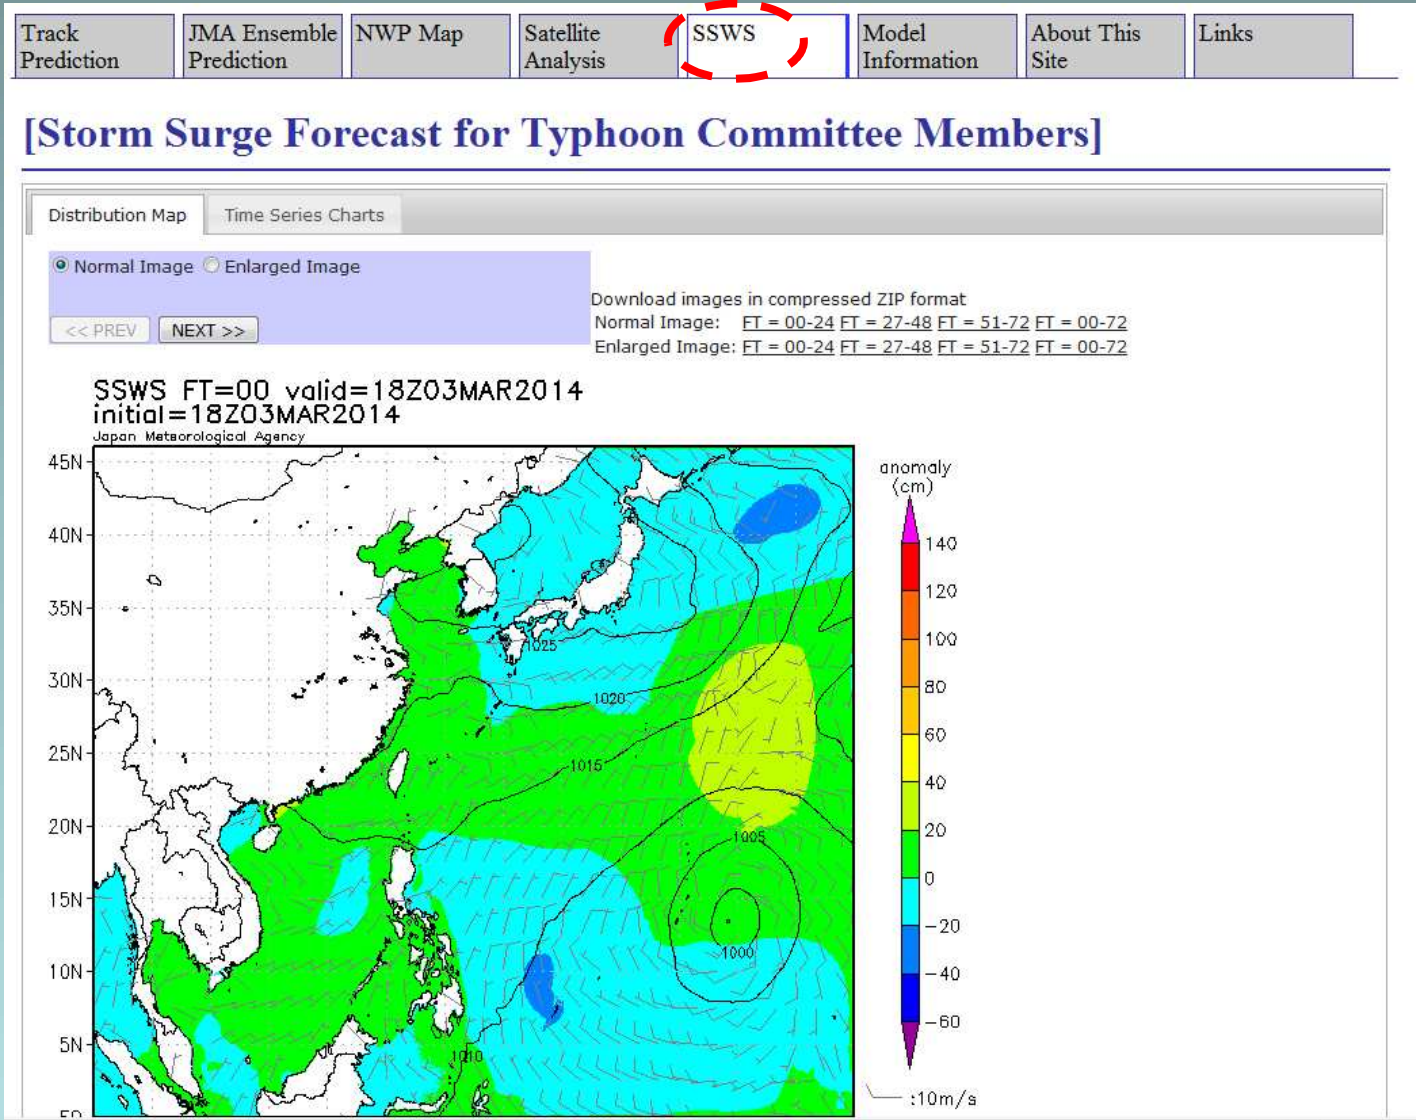 Track Prediction
JMA Ensemble Prediction
NWP Map
Satellite Analysis
SSWS
Model Information
About This Site
Links
[Storm Surge Forecast for Typhoon Committee Members]
Distribution Map
Time Series Charts
Normal Image
Enlarged Image
<< PREV
NEXT >>
Download images in compressed ZIP format
Normal Image: FT = 00-24 FT = 27-48 FT = 51-72 FT = 00-72
Enlarged Image: FT = 00-24 FT = 27-48 FT = 51-72 FT = 00-72
SSWS FT=00 valid=18Z03MAR2014
initial=18Z03MAR2014
Japan Meteorological Agency
45N
40N
35N
30N
25N
20N
15N
10N
5N
1025
1020
1015
1005
1000
1010
anomaly
(cm)
140
120
100
80
60
40
20
0
-20
-40
-60
:10m/s